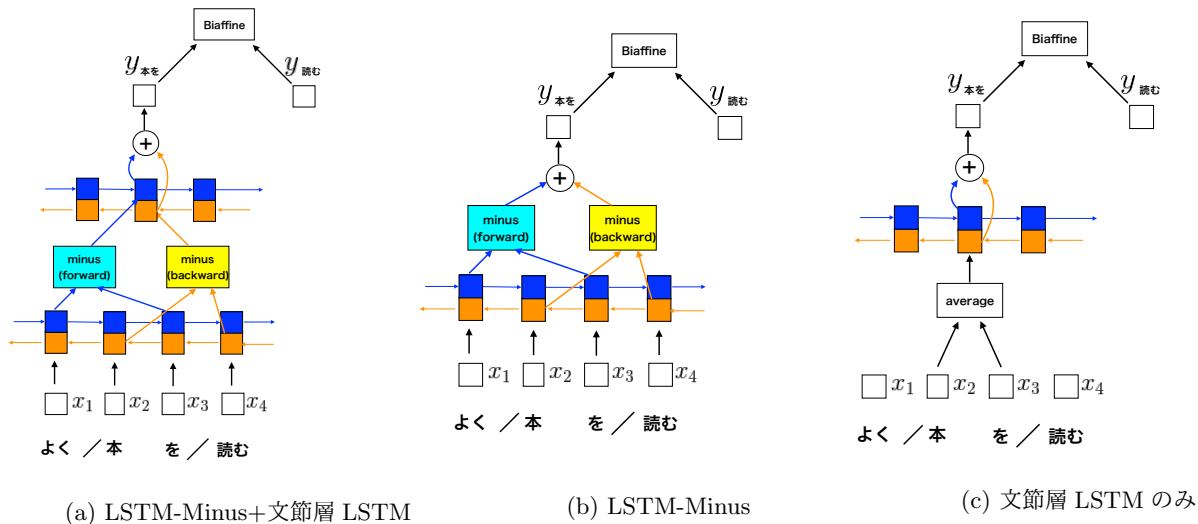 Biaffine
y本を
y読む
+
minus
(forward)
minus
(backward)
x1
x2
x3
x4
よく ／本 を ／ 読む
(a) LSTM-Minus+文節層 LSTM
Biaffine
y本を
y読む
+
minus
(forward)
minus
(backward)
x1
x2
x3
x4
よく ／本 を ／ 読む
(b) LSTM-Minus
Biaffine
y本を
y読む
+
average
x1
x2
x3
x4
よく ／本 を ／ 読む
(c) 文節層 LSTM のみ